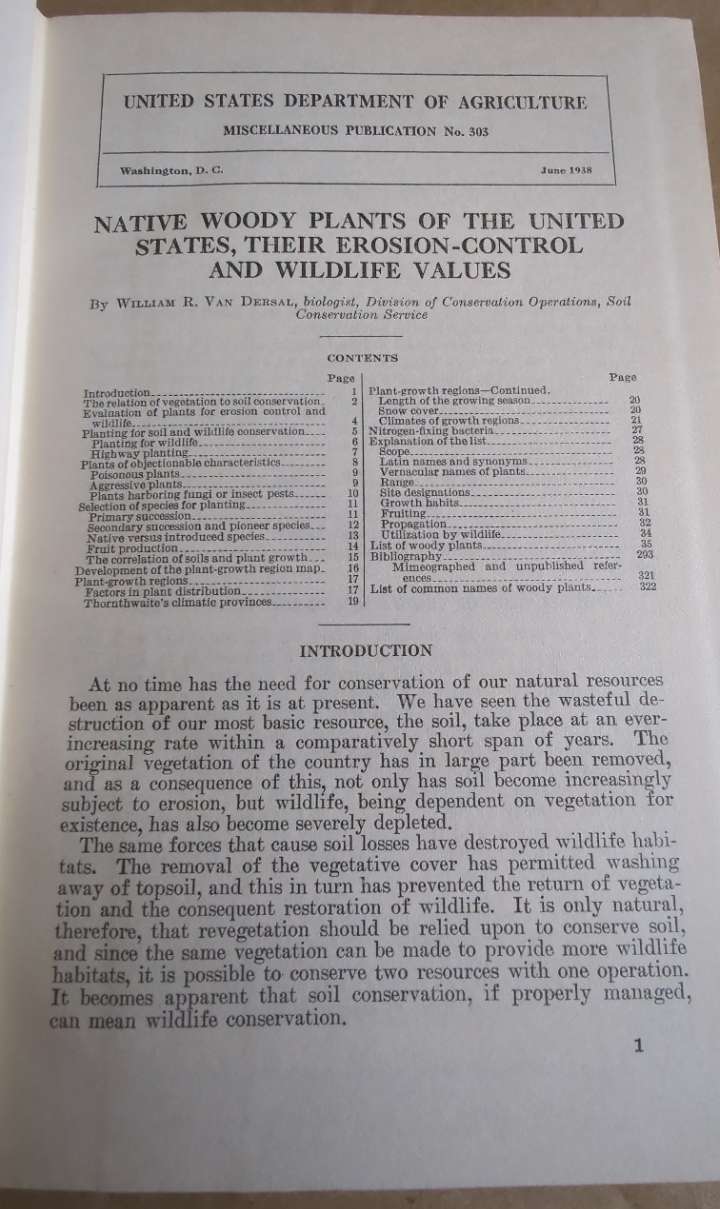 UNITED STATES DEPARTMENT OF AGRICULTURE
MISCELLANEOUS PUBLICATION No. 303
Washington, D. C. June 1938
NATIVE WOODY PLANTS OF THE UNITED
STATES, THEIR EROSION-CONTROL
AND WILDLIFE VALUES
By WILLIAM R. VAN DERSAL, biologist, Division of Conservation Operations, Soil
Conservation Service
CONTENTS
Page
Introduction 1
The relation of vegetation to soil conservation 2
Evaluation of plants for erosion control and
wildlife 4
Planting for soil and wildlife conservation 5
Planting for wildlife 6
Highway planting 7
Plants of objectionable characteristics 8
Poisonous plants 9
Aggressive plants 9
Plants harboring fungi or insect pests 10
Selection of species for planting 11
Primary succession 11
Secondary succession and pioneer species 12
Native versus introduced species 13
Fruit production 14
The correlation of soils and plant growth 15
Development of the plant-growth region map 16
Plant-growth regions 17
Factors in plant distribution 17
Thornthwaite's climatic provinces 19
Page
Plant-growth regions—Continued.
Length of the growing season 20
Snow cover 20
Climates of growth regions 21
Nitrogen-fixing bacteria 27
Explanation of the list 28
Scope 28
Latin names and synonyms 28
Vernacular names of plants 29
Range 30
Site designations 30
Growth habits 31
Fruiting 31
Propagation 32
Utilization by wildlife 34
List of woody plants 35
Bibliography 293
Mimeographed and unpublished refer-
ences 321
List of common names of woody plants 322
INTRODUCTION
At no time has the need for conservation of our natural resources
been as apparent as it is at present. We have seen the wasteful de-
struction of our most basic resource, the soil, take place at an ever-
increasing rate within a comparatively short span of years. The
original vegetation of the country has in large part been removed,
and as a consequence of this, not only has soil become increasingly
subject to erosion, but wildlife, being dependent on vegetation for
existence, has also become severely depleted.
The same forces that cause soil losses have destroyed wildlife habi-
tats. The removal of the vegetative cover has permitted washing
away of topsoil, and this in turn has prevented the return of vegeta-
tion and the consequent restoration of wildlife. It is only natural,
therefore, that revegetation should be relied upon to conserve soil,
and since the same vegetation can be made to provide more wildlife
habitats, it is possible to conserve two resources with one operation.
It becomes apparent that soil conservation, if properly managed,
can mean wildlife conservation.
1